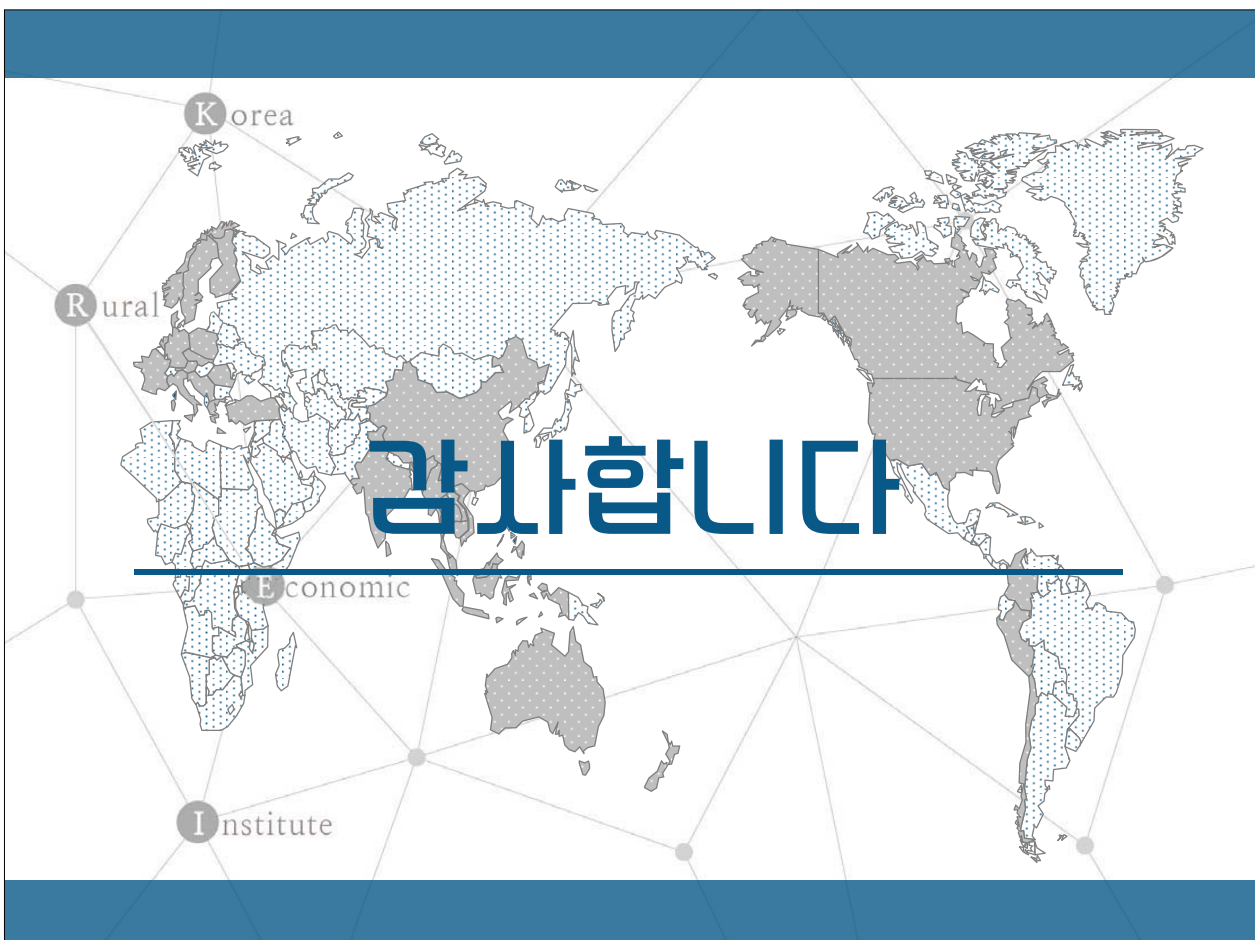 Korea
Rural
감사합니다
Economic
Institute